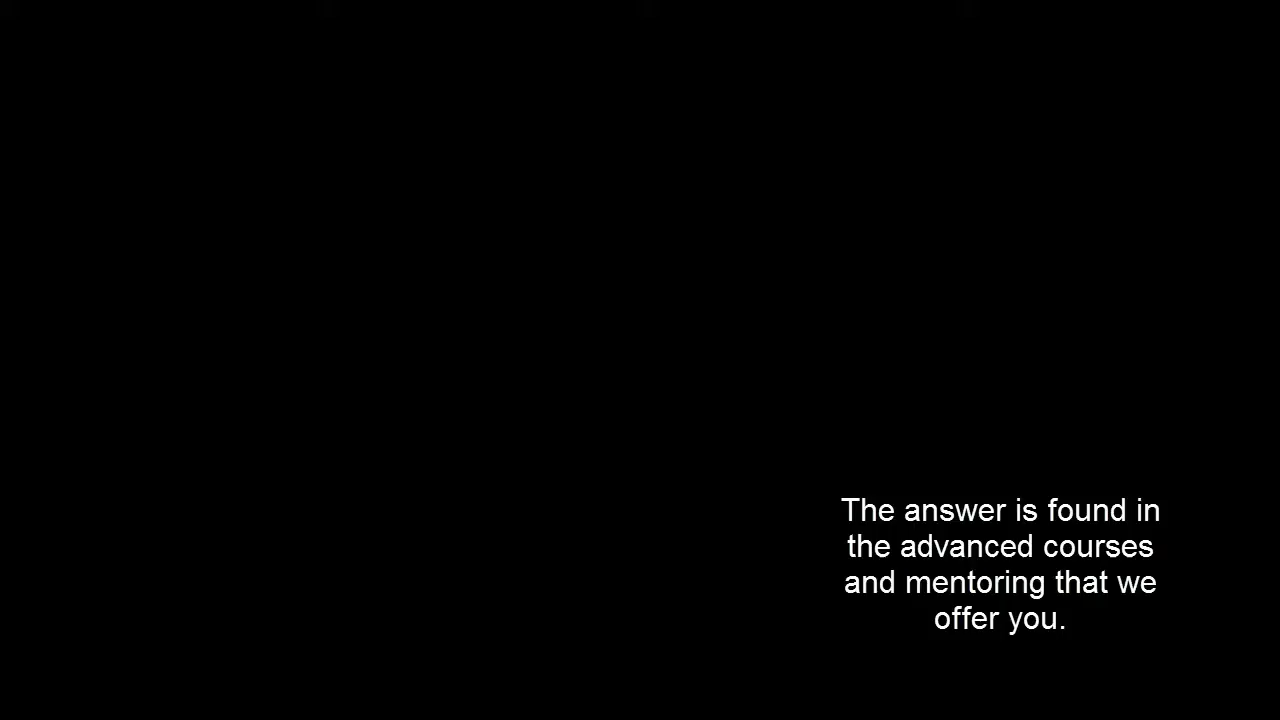 The answer is found in
the advanced courses
and mentoring that we
offer you.